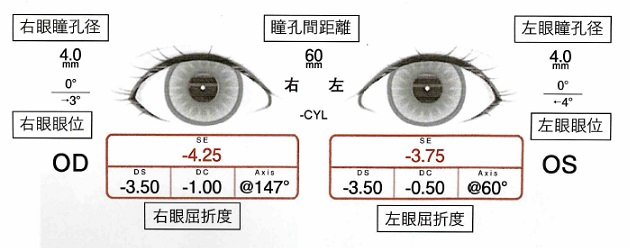 右眼瞳孔径
瞳孔間距離
左眼瞳孔径
4.0
mm
60
mm
4.0
mm
0°
→3°
右 左
0°
←4°
-CYL
右眼眼位
左眼眼位
OD
SE
-4.25
DS DC Axis
-3.50 -1.00 @147°
SE
-3.75
DS DC Axis
-3.50 -0.50 @60°
OS
右眼屈折度
左眼屈折度